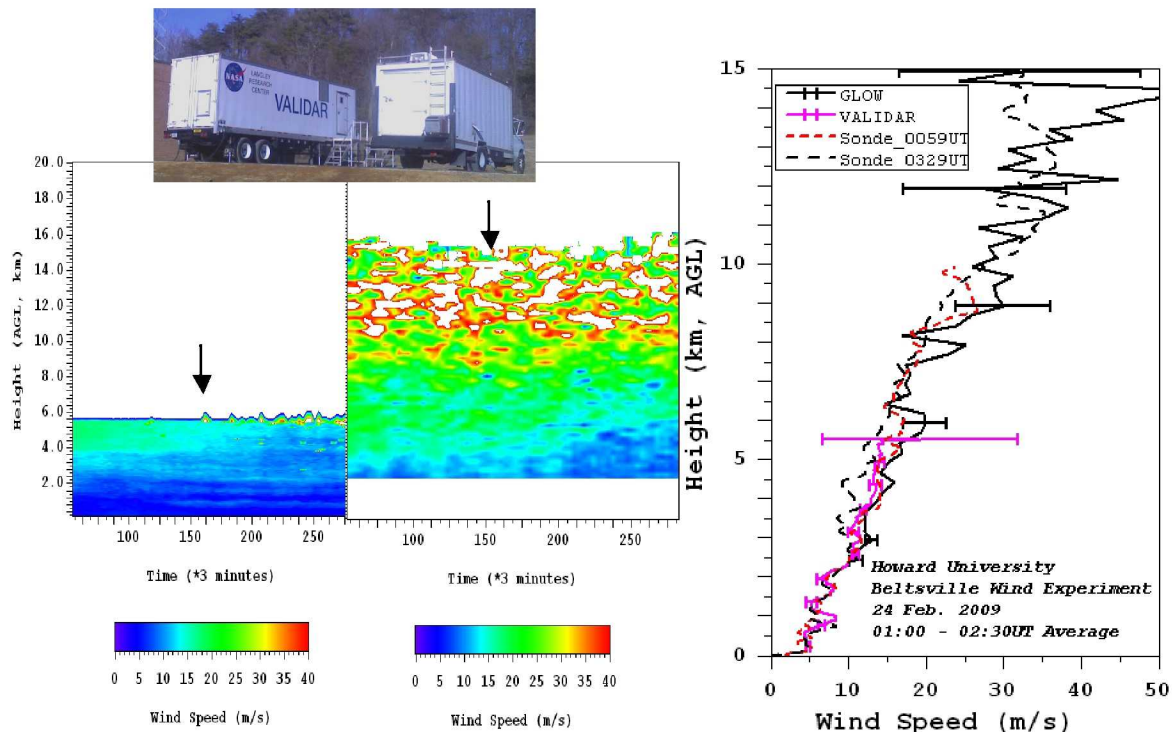 NASA
LANGLEY
RESEARCH
CENTER
VALIDAR
Height (AGL, km)
20.0
18.0
16.0
14.0
12.0
10.0
8.0
6.0
4.0
2.0
100 150 200 250
Time (*3 minutes)
0 5 10 15 20 25 30 35 40
Wind Speed (m/s)
100 150 200 250
Time (*3 minutes)
0 5 10 15 20 25 30 35 40
Wind Speed (m/s)
Height (km, AGL)
15
10
5
0
GLOW
VALIDAR
Sonde_0059UT
Sonde_0329UT
Howard University
Beltsville Wind Experiment
24 Feb. 2009
01:00 - 02:30UT Average
0 10 20 30 40 50
Wind Speed (m/s)